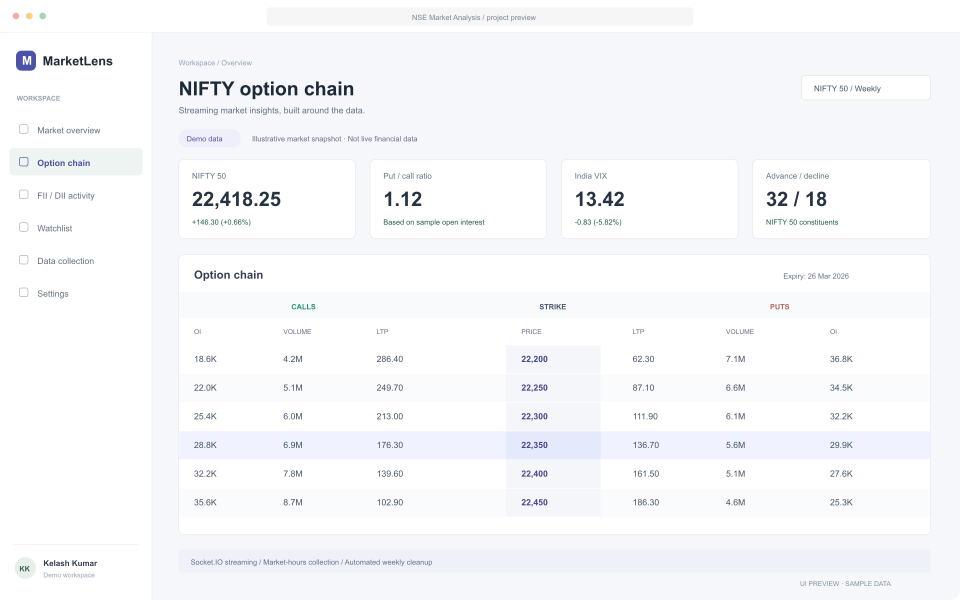 NSE Market Analysis / project preview
M MarketLens
WORKSPACE
Market overview
Option chain
FII / DII activity
Watchlist
Data collection
Settings
KK
Kelash Kumar
Demo workspace
Workspace / Overview
NIFTY option chain
Streaming market insights, built around the data.
NIFTY 50 / Weekly
Demo data Illustrative market snapshot · Not live financial data
NIFTY 50
22,418.25
+146.30 (+0.66%)
Put / call ratio
1.12
Based on sample open interest
India VIX
13.42
-0.83 (-5.82%)
Advance / decline
32 / 18
NIFTY 50 constituents
Option chain Expiry: 26 Mar 2026
CALLS STRIKE PUTS
OI VOLUME LTP PRICE LTP VOLUME OI
18.6K 4.2M 286.40 22,200 62.30 7.1M 36.8K
22.0K 5.1M 249.70 22,250 87.10 6.6M 34.5K
25.4K 6.0M 213.00 22,300 111.90 6.1M 32.2K
28.8K 6.9M 176.30 22,350 136.70 5.6M 29.9K
32.2K 7.8M 139.60 22,400 161.50 5.1M 27.6K
35.6K 8.7M 102.90 22,450 186.30 4.6M 25.3K
Socket.IO streaming / Market-hours collection / Automated weekly cleanup
UI PREVIEW · SAMPLE DATA